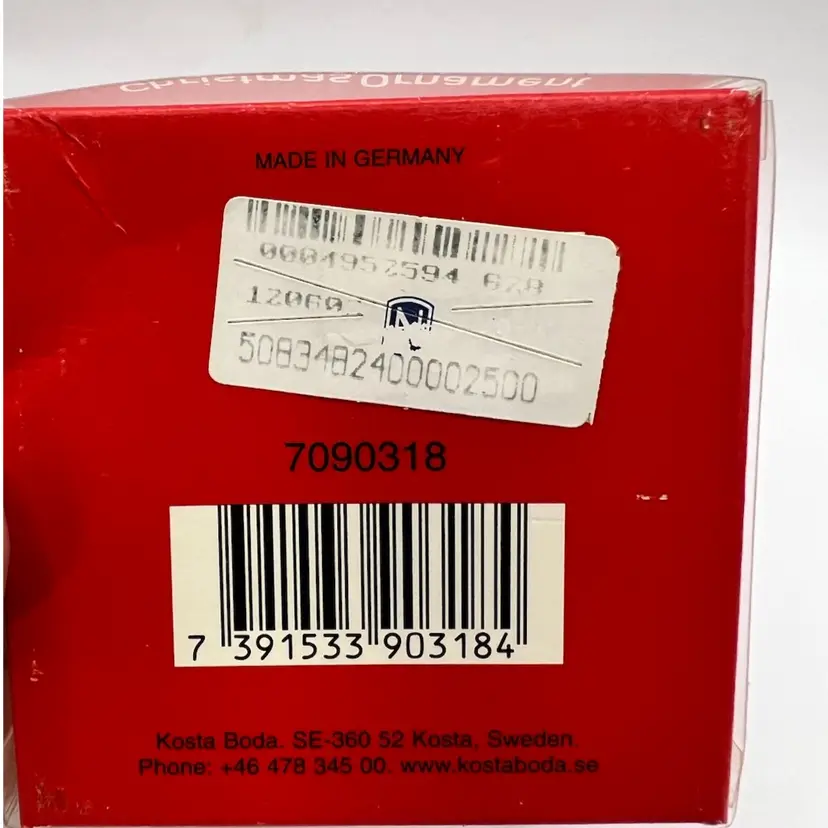 Christmas Ornament
MADE IN GERMANY
0004957594 628
12060
5083482400002500
7090318
7 391533 903184
Kosta Boda. SE-360 52 Kosta, Sweden.
Phone: +46 478 345 00. www.kostaboda.se